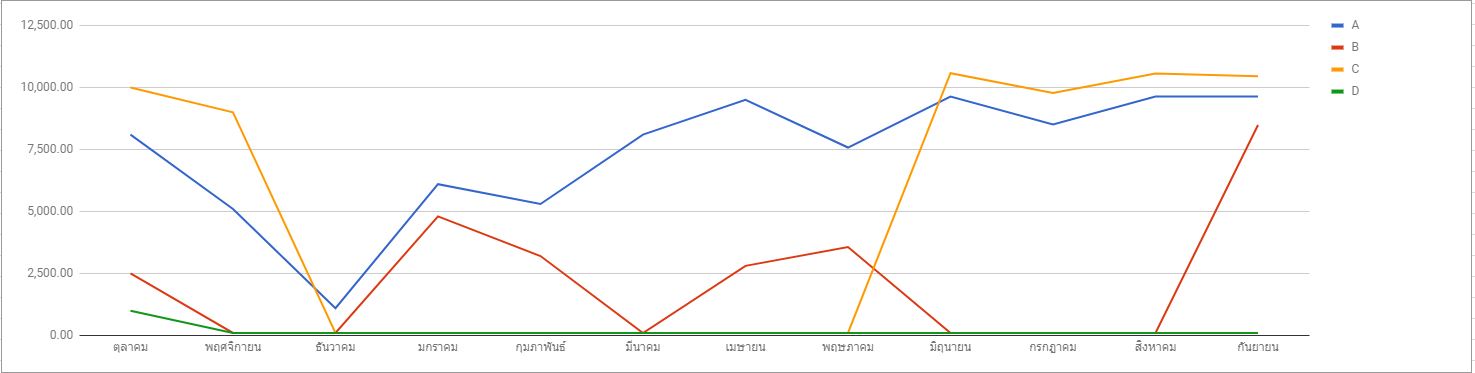 12,500.00
10,000.00
7,500.00
5,000.00
2,500.00
0.00
ตุลาคม พฤศจิกายน ธันวาคม มกราคม กุมภาพันธ์ มีนาคม เมษายน พฤษภาคม มิถุนายน กรกฎาคม สิงหาคม กันยายน
A
B
C
D